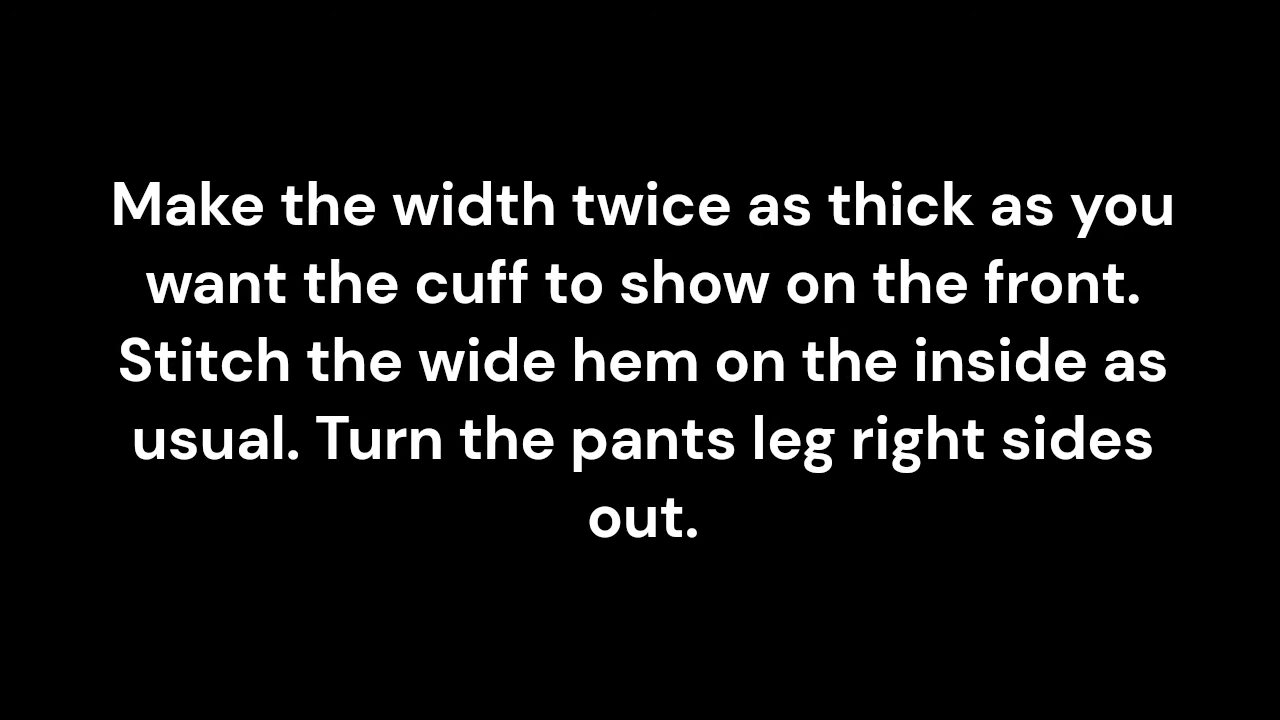 Make the width twice as thick as you
want the cuff to show on the front.
Stitch the wide hem on the inside as
usual. Turn the pants leg right sides
out.